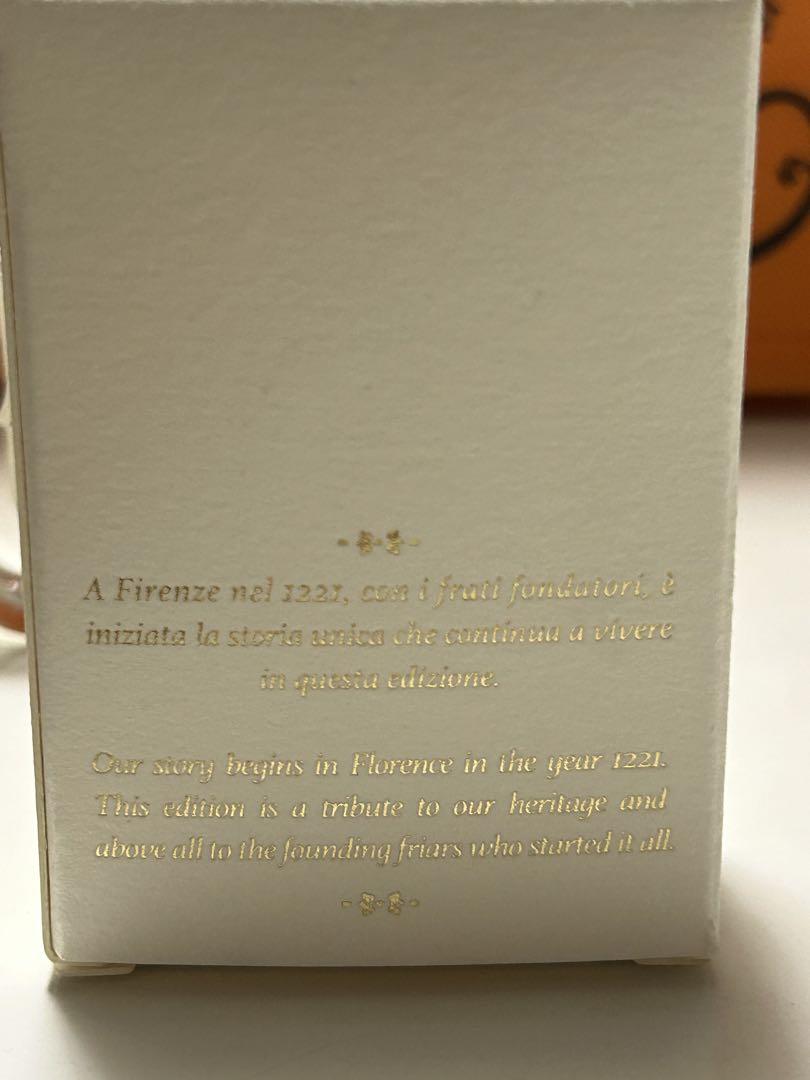 A Firenze nel 1221, con i frati fondatori, è
iniziata la storia unica che continua a vivere
in questa edizione.
Our story begins in Florence in the year 1221.
This edition is a tribute to our heritage and
above all to the founding friars who started it all.